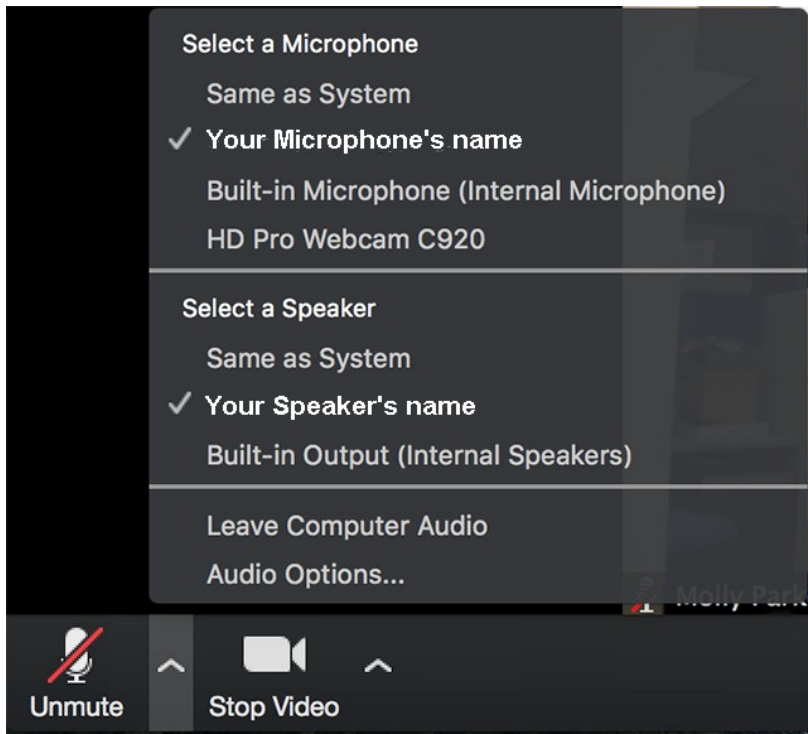 Select a Microphone
Same as System
Your Microphone's name
Built-in Microphone (Internal Microphone)
HD Pro Webcam C920
Select a Speaker
Same as System
Your Speaker's name
Built-in Output (Internal Speakers)
Leave Computer Audio
Audio Options...
Molly Park
Unmute
Stop Video